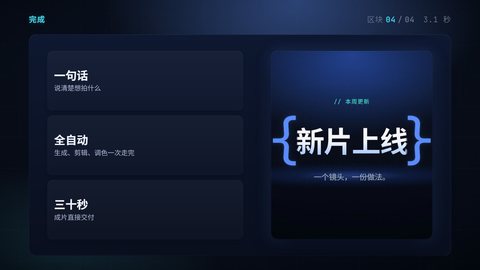 完成
区块 04 / 04 3.1 秒
一句话
说清楚想拍什么
全自动
生成、剪辑、调色一次走完
三十秒
成片直接交付
// 本周更新
{新片上线}
一个镜头，一份做法。